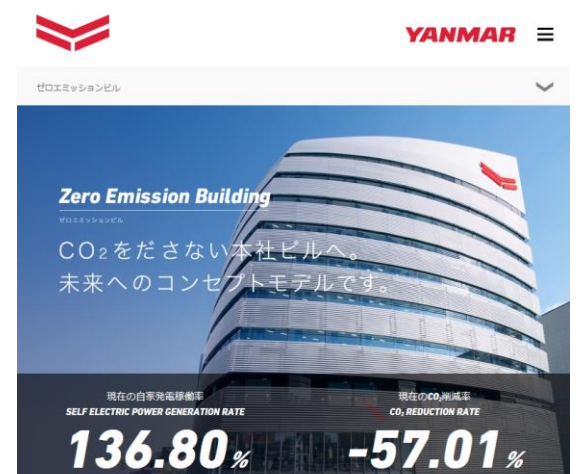 YANMAR
ゼロエミッションビル
Zero Emission Building
ゼロエミッションビル
CO₂をださない本社ビルへ。
未来へのコンセプトモデルです。
現在の自家発電稼働率
SELF ELECTRIC POWER GENERATION RATE
136.80%
現在のCO₂削減率
CO₂ REDUCTION RATE
-57.01%